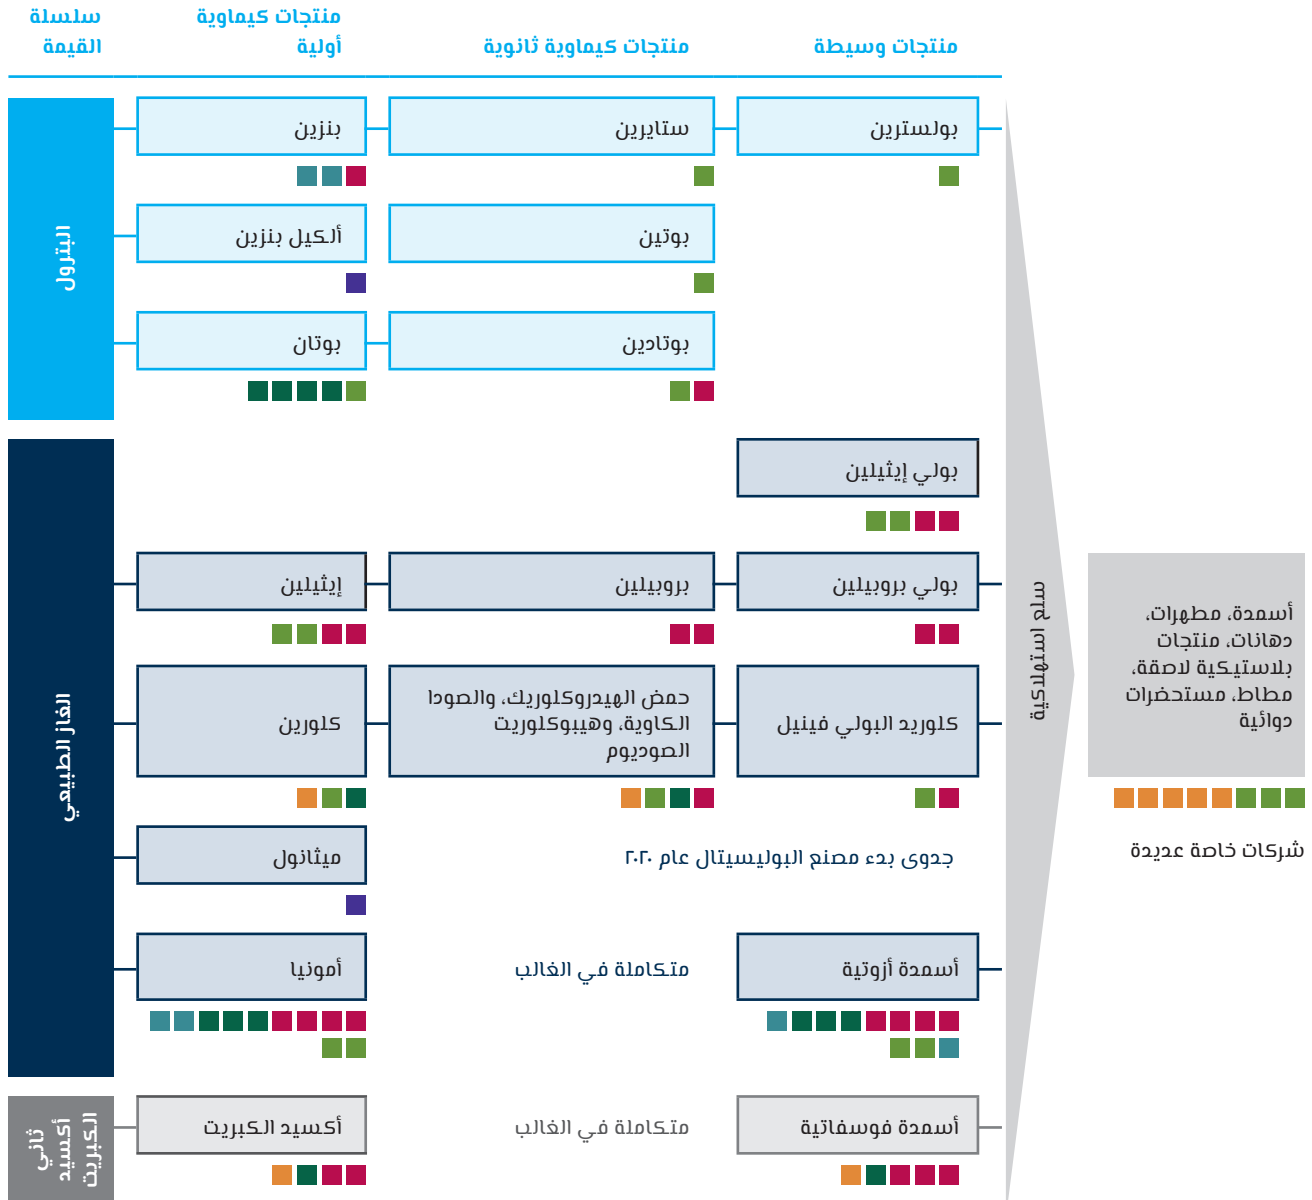 سلسلة
القيمة
منتجات كيماوية
أولية
منتجات كيماوية ثانوية
منتجات وسيطة
البترول
بنزين
ستايرين
بولسترين
ألكيل بنزين
بوتين
بوتان
بوتادين
الغاز الطبيعي
بولي إيثيلين
إيثيلين
بروبيلين
بولي بروبيلين
كلورين
حمض الهيدروكلوريك، والصودا
الكاوية، وهيبوكلوريت
الصوديوم
كلوريد البولي فينيل
ميثانول
جدوى بدء مصنع البوليسيتال عام ٢٠٢٠
أمونيا
متكاملة في الغالب
أسمدة أزوتية
ثاني
أكسيد
الكبريت
أكسيد الكبريت
متكاملة في الغالب
أسمدة فوسفاتية
سلع استهلاكية
أسمدة، مطهرات،
دهانات، منتجات
بلاستيكية لاصقة،
مطاط، مستحضرات
دوائية
شركات خاصة عديدة